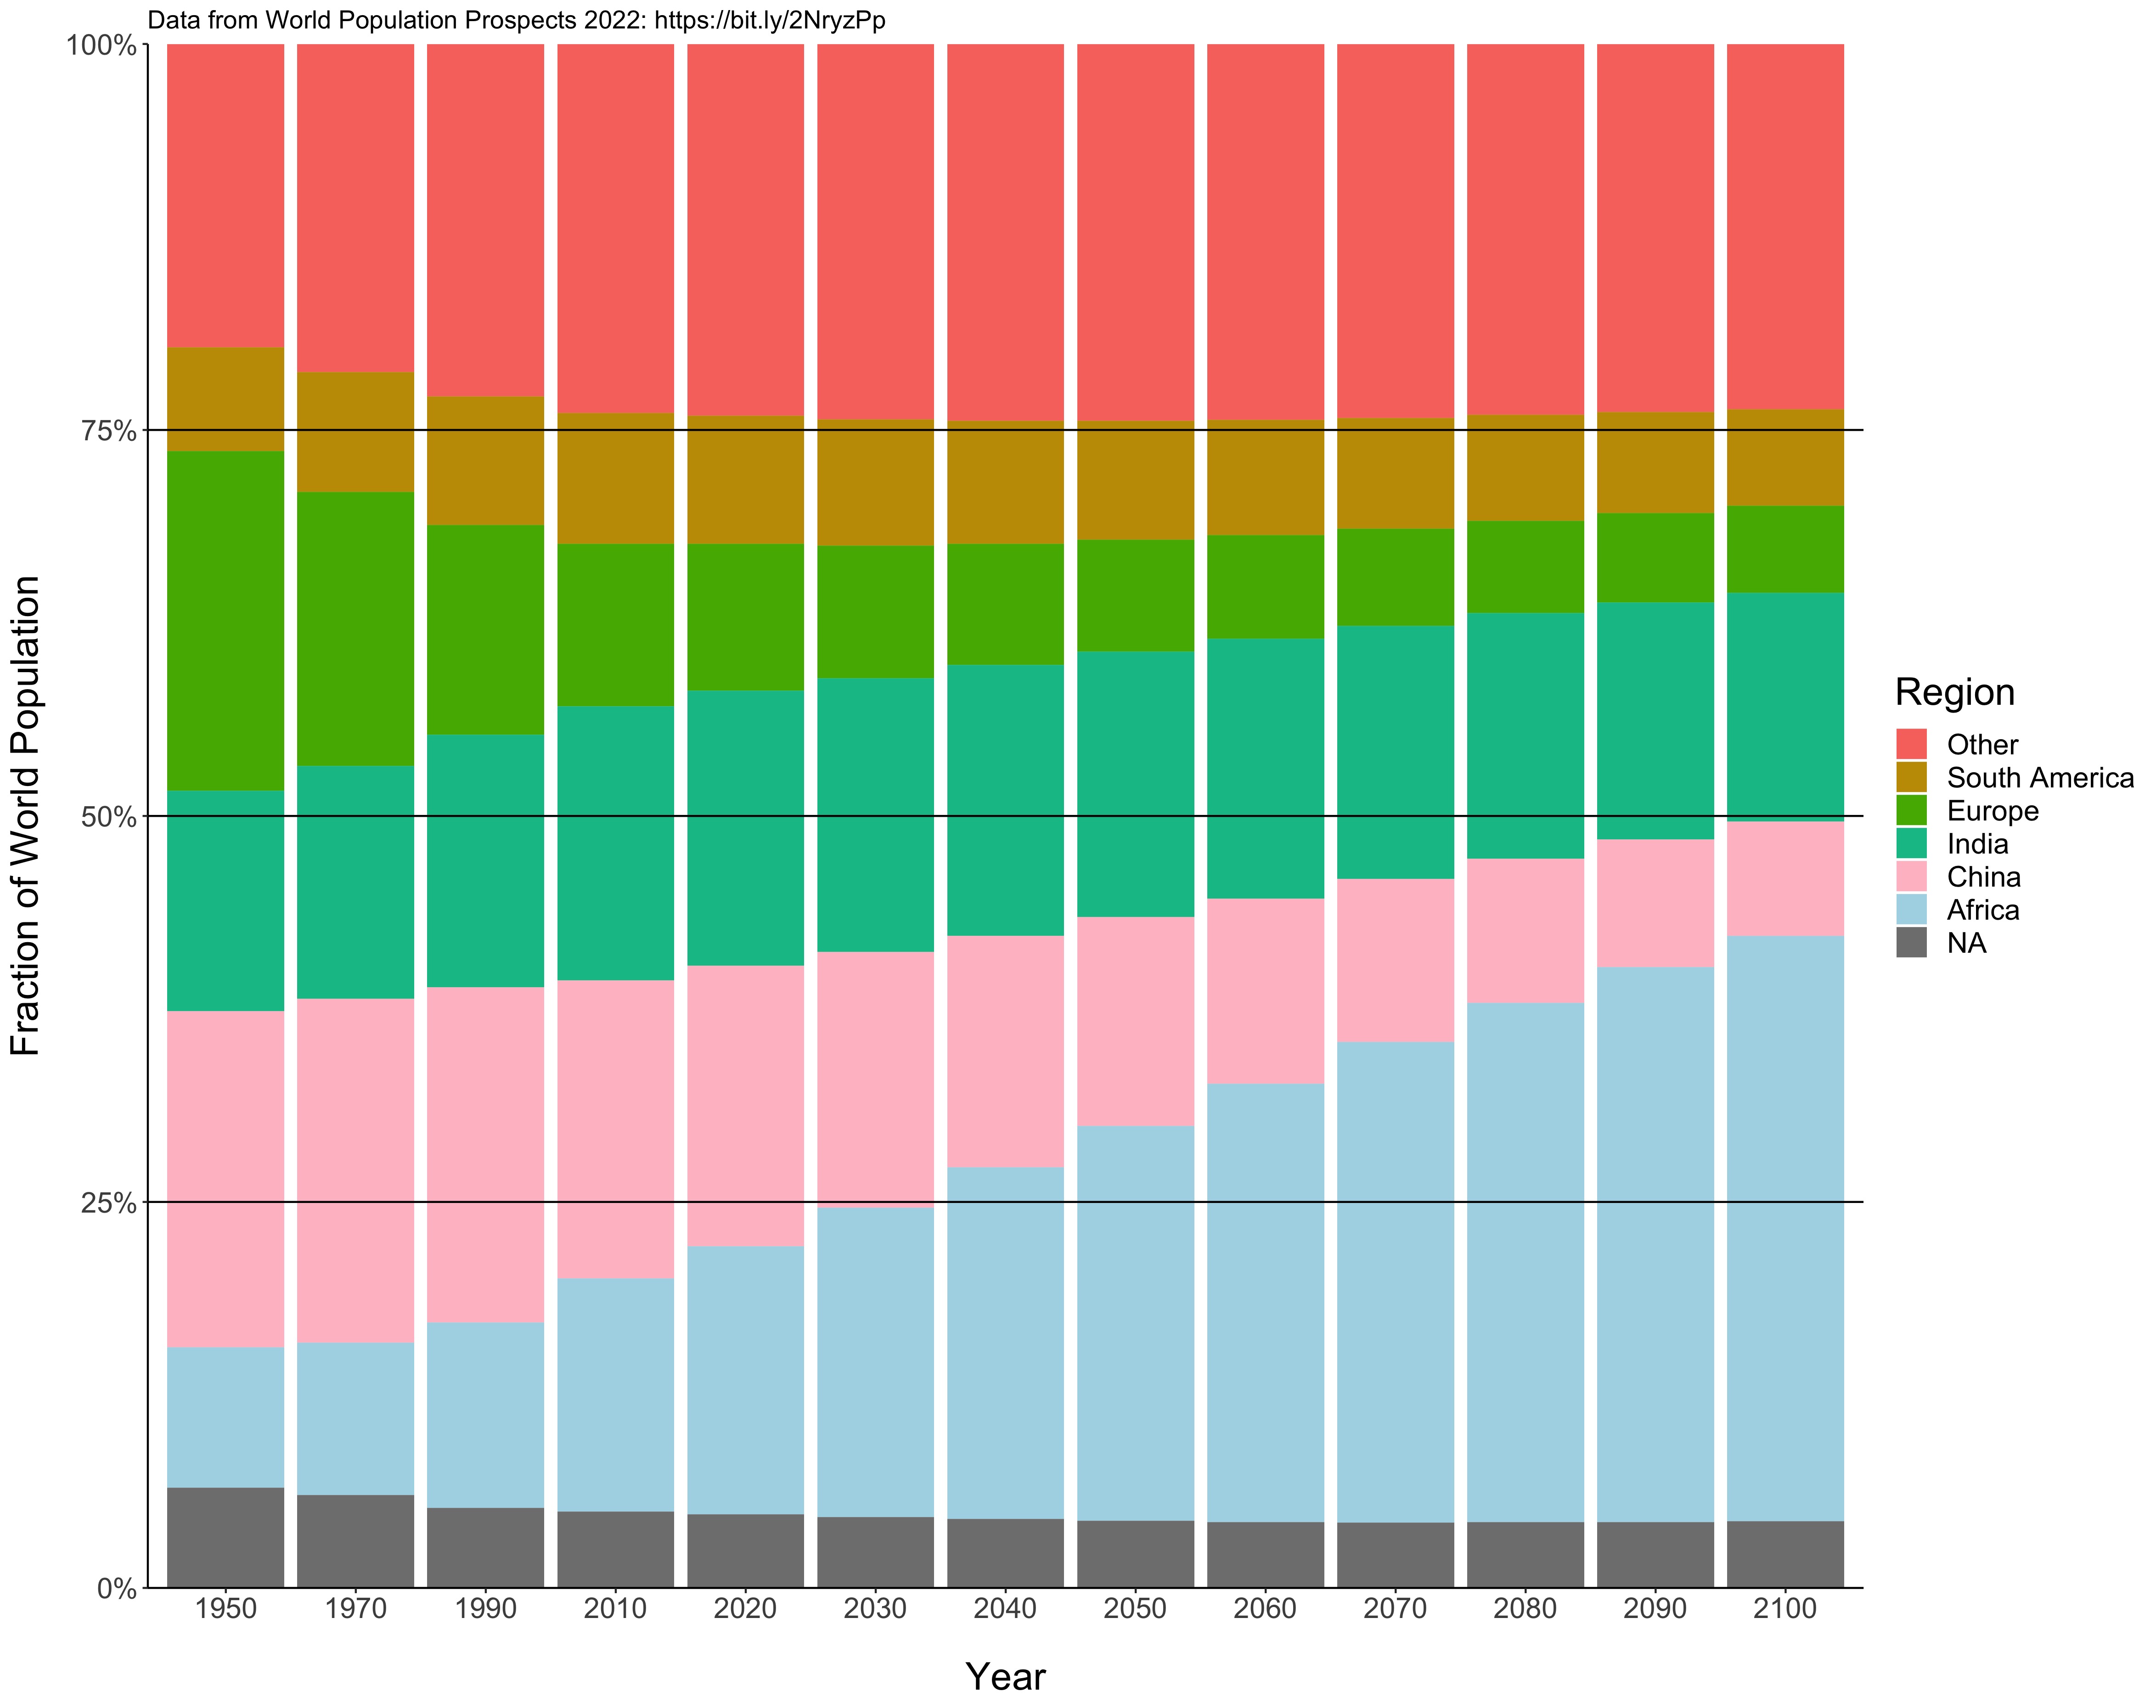 Data from World Population Prospects 2022: https://bit.ly/2NryzPp
100%
75%
50%
25%
0%
Fraction of World Population
1950 1970 1990 2010 2020 2030 2040 2050 2060 2070 2080 2090 2100
Year
Region
Other
South America
Europe
India
China
Africa
NA